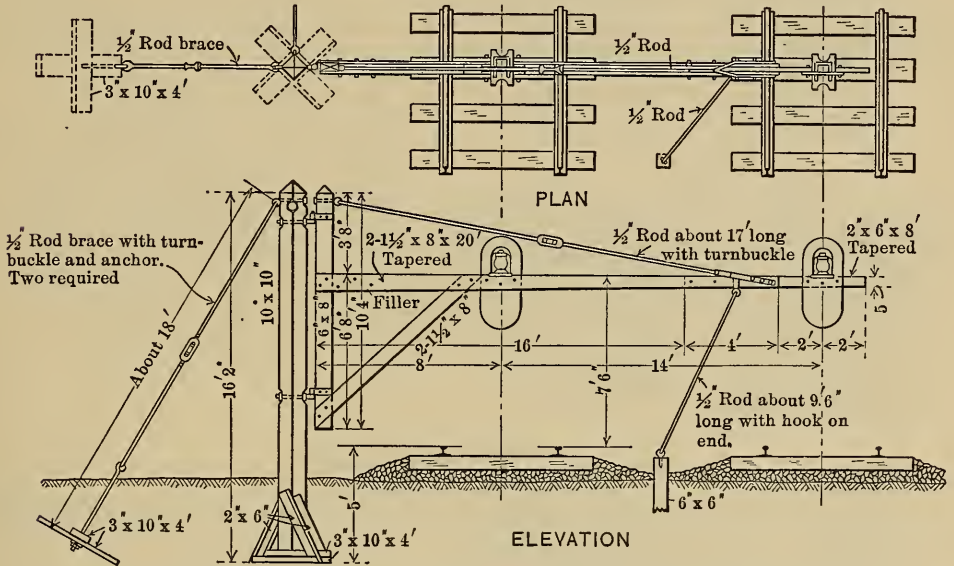 ½" Rod brace
3" x 10" x 4'
½" Rod
½" Rod
PLAN
½" Rod brace with turn-
buckle and anchor.
Two required
About 18'
16' 2"
10" x 10"
3' 8"
6" x 8"
6' 8"
10' 4"
2-1½" x 8" x 20'
Tapered
Filler
2-1½" x 8"
½" Rod about 17' long
with turnbuckle
2" x 6" x 8'
Tapered
5"
16'
4'
2'
2'
8'
14'
7' 6"
½" Rod about 9' 6"
long with hook on
end.
5'
2" x 6"
3" x 10" x 4'
3" x 10" x 4'
6" x 6"
ELEVATION